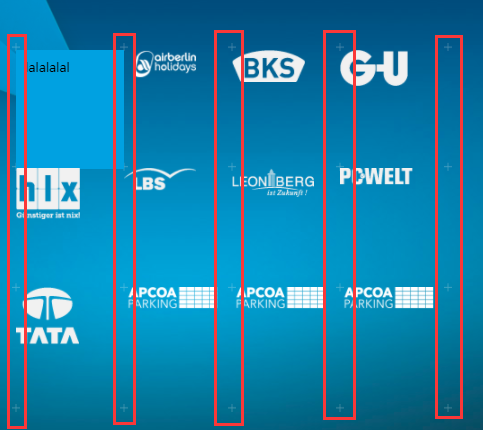 lalalalal
airberlin
holidays
BKS
G-U
hlx
Günstiger ist nix!
LBS
LEONBERG
ist Zukunft !
PCWELT
TATA
APCOA
PARKING
APCOA
PARKING
APCOA
PARKING